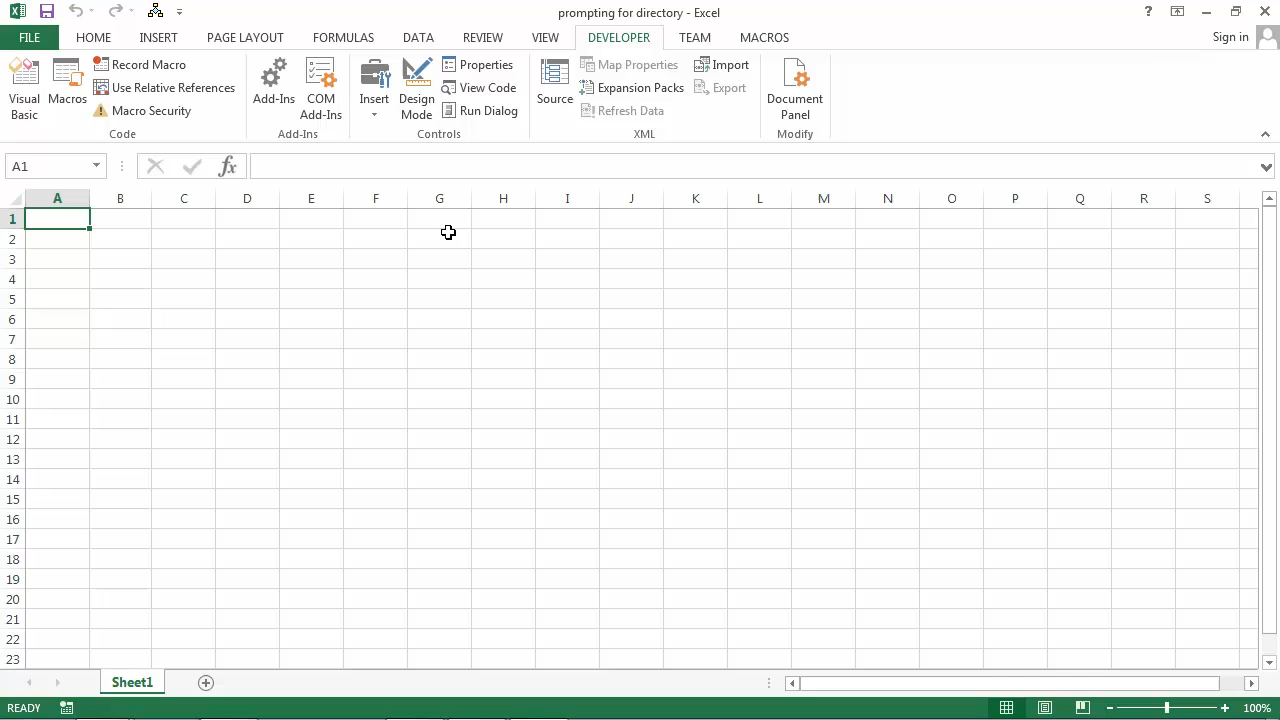 prompting for directory - Excel
?
FILE HOME INSERT PAGE LAYOUT FORMULAS DATA REVIEW VIEW DEVELOPER TEAM MACROS Sign in
Visual Basic
Macros
Record Macro
Use Relative References
Macro Security
Code
Add-Ins
COM Add-Ins
Add-Ins
Insert
Design Mode
Properties
View Code
Run Dialog
Controls
Source
Map Properties
Expansion Packs
Refresh Data
Import
Export
XML
Document Panel
Modify
A1 fx
A B C D E F G H I J K L M N O P Q R S
1
2
3
4
5
6
7
8
9
10
11
12
13
14
15
16
17
18
19
20
21
22
23
Sheet1
READY 100%